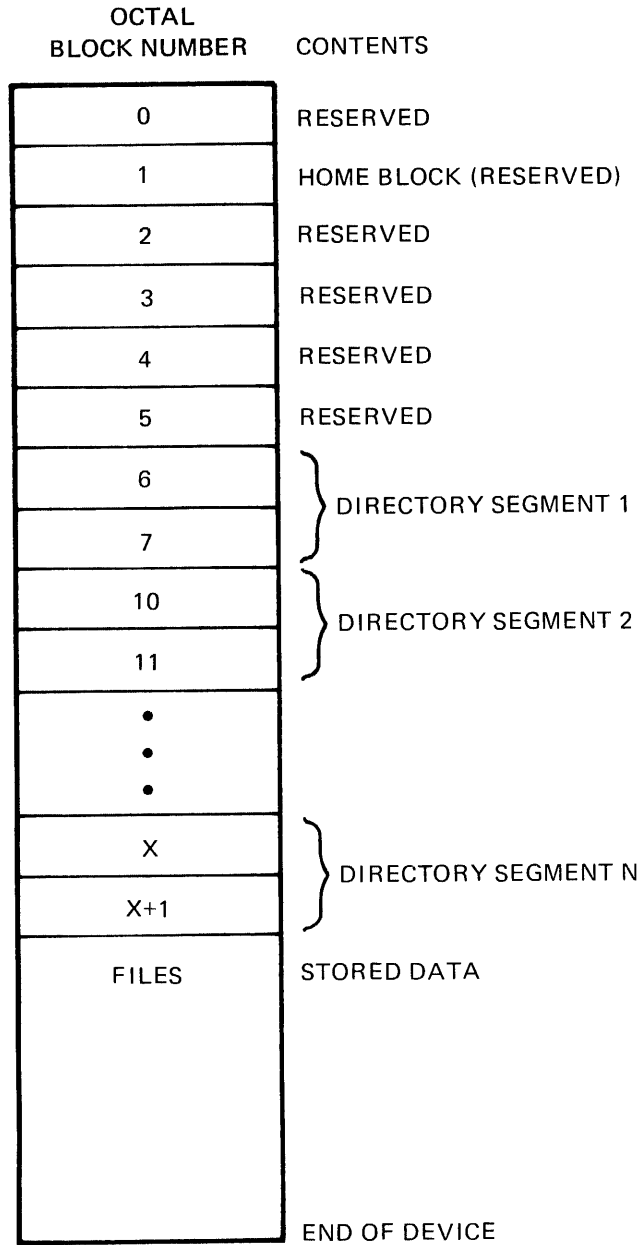 OCTAL
BLOCK NUMBER CONTENTS
0 RESERVED
1 HOME BLOCK (RESERVED)
2 RESERVED
3 RESERVED
4 RESERVED
5 RESERVED
6
DIRECTORY SEGMENT 1
7
10
DIRECTORY SEGMENT 2
11
X
DIRECTORY SEGMENT N
X+1
FILES STORED DATA
END OF DEVICE